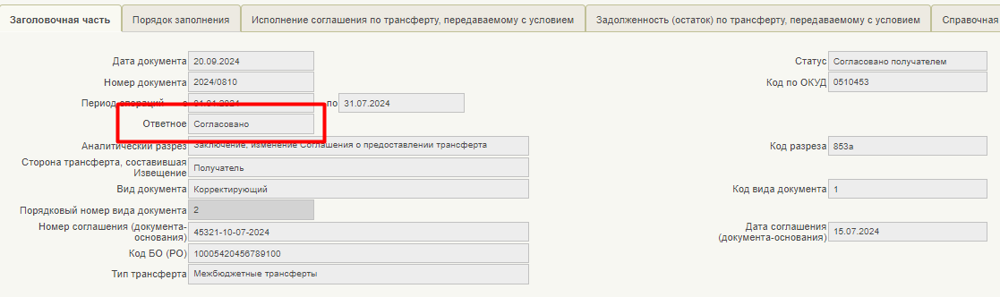 Заголовочная часть Порядок заполнения Исполнение соглашения по трансферту, передаваемому с условием Задолженность (остаток) по трансферту, передаваемому с условием Справочная
Дата документа 20.09.2024 Статус Согласовано получателем
Номер документа 2024/0810 Код по ОКУД 0510453
Период операций с 01.01.2024 по 31.07.2024
Ответное Согласовано
Аналитический разрез Заключение, изменение Соглашения о предоставлении трансферта Код разреза 853а
Сторона трансферта, составившая
Извещение Получатель
Вид документа Корректирующий Код вида документа 1
Порядковый номер вида документа 2
Номер соглашения (документа-
основания) 45321-10-07-2024 Дата соглашения
(документа-основания) 15.07.2024
Код БО (РО) 10005420456789100
Тип трансферта Межбюджетные трансферты